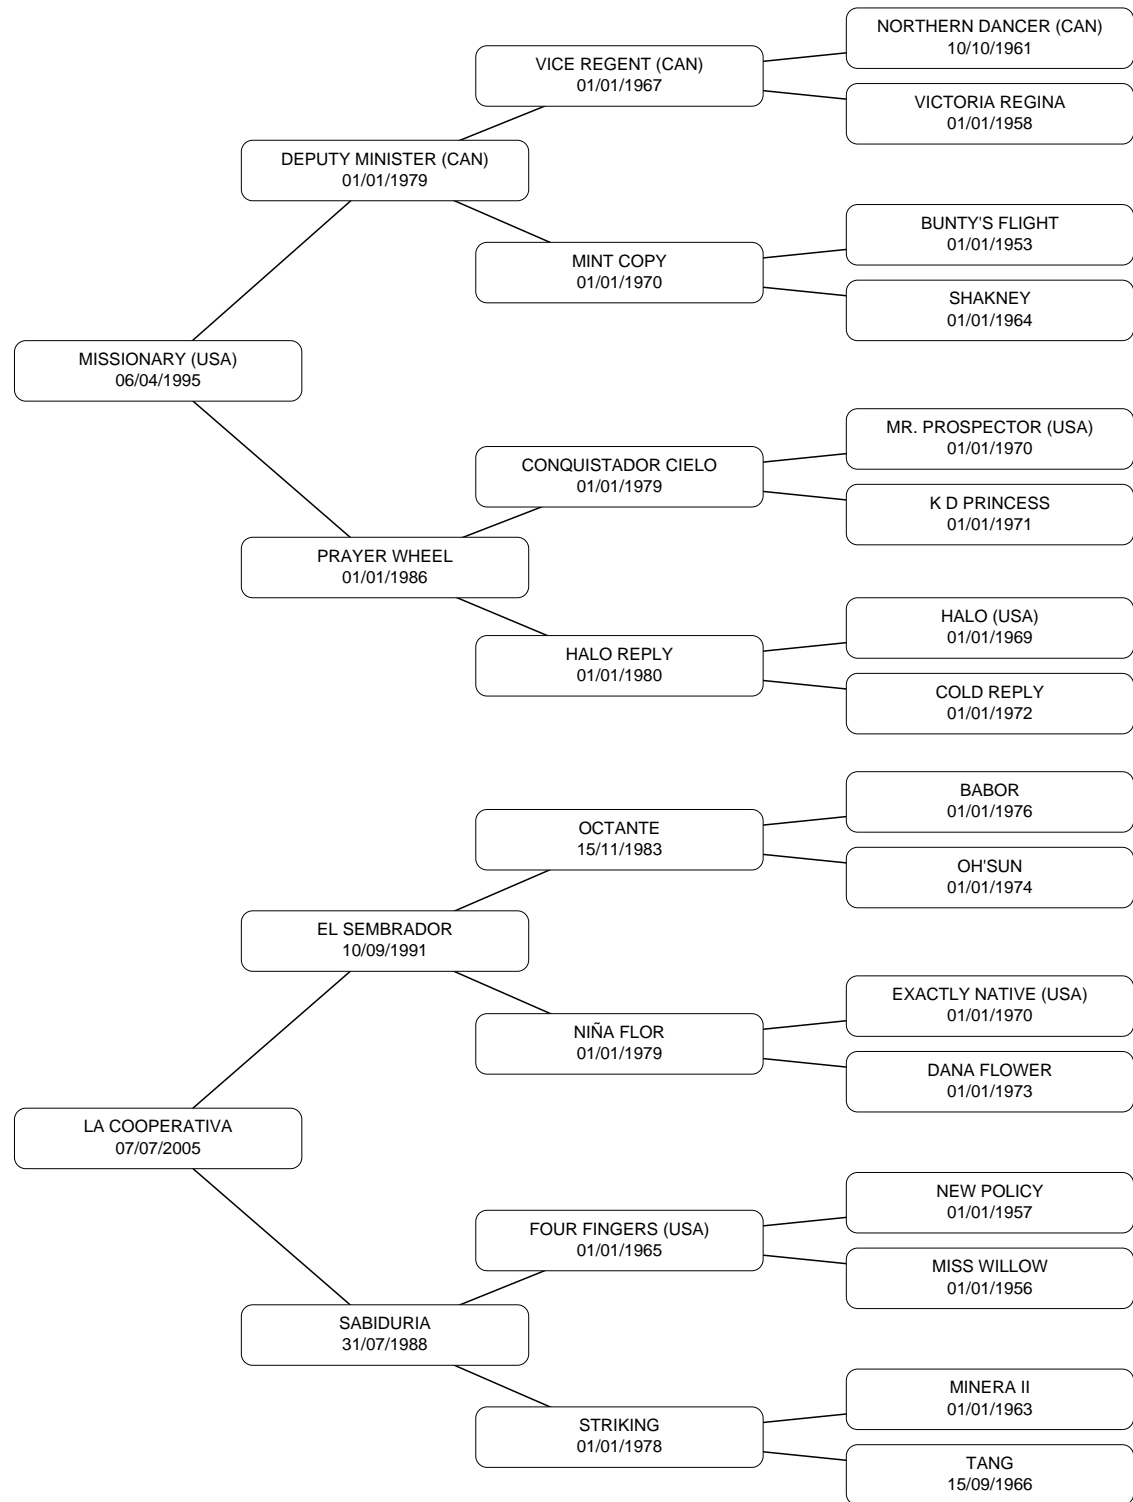 NORTHERN DANCER (CAN)
10/10/1961
VICE REGENT (CAN)
01/01/1967
VICTORIA REGINA
01/01/1958
DEPUTY MINISTER (CAN)
01/01/1979
BUNTY'S FLIGHT
01/01/1953
MINT COPY
01/01/1970
SHAKNEY
01/01/1964
MISSIONARY (USA)
06/04/1995
MR. PROSPECTOR (USA)
01/01/1970
CONQUISTADOR CIELO
01/01/1979
K D PRINCESS
01/01/1971
PRAYER WHEEL
01/01/1986
HALO (USA)
01/01/1969
HALO REPLY
01/01/1980
COLD REPLY
01/01/1972
BABOR
01/01/1976
OCTANTE
15/11/1983
OH'SUN
01/01/1974
EL SEMBRADOR
10/09/1991
EXACTLY NATIVE (USA)
01/01/1970
NIÑA FLOR
01/01/1979
DANA FLOWER
01/01/1973
LA COOPERATIVA
07/07/2005
NEW POLICY
01/01/1957
FOUR FINGERS (USA)
01/01/1965
MISS WILLOW
01/01/1956
SABIDURIA
31/07/1988
MINERA II
01/01/1963
STRIKING
01/01/1978
TANG
15/09/1966